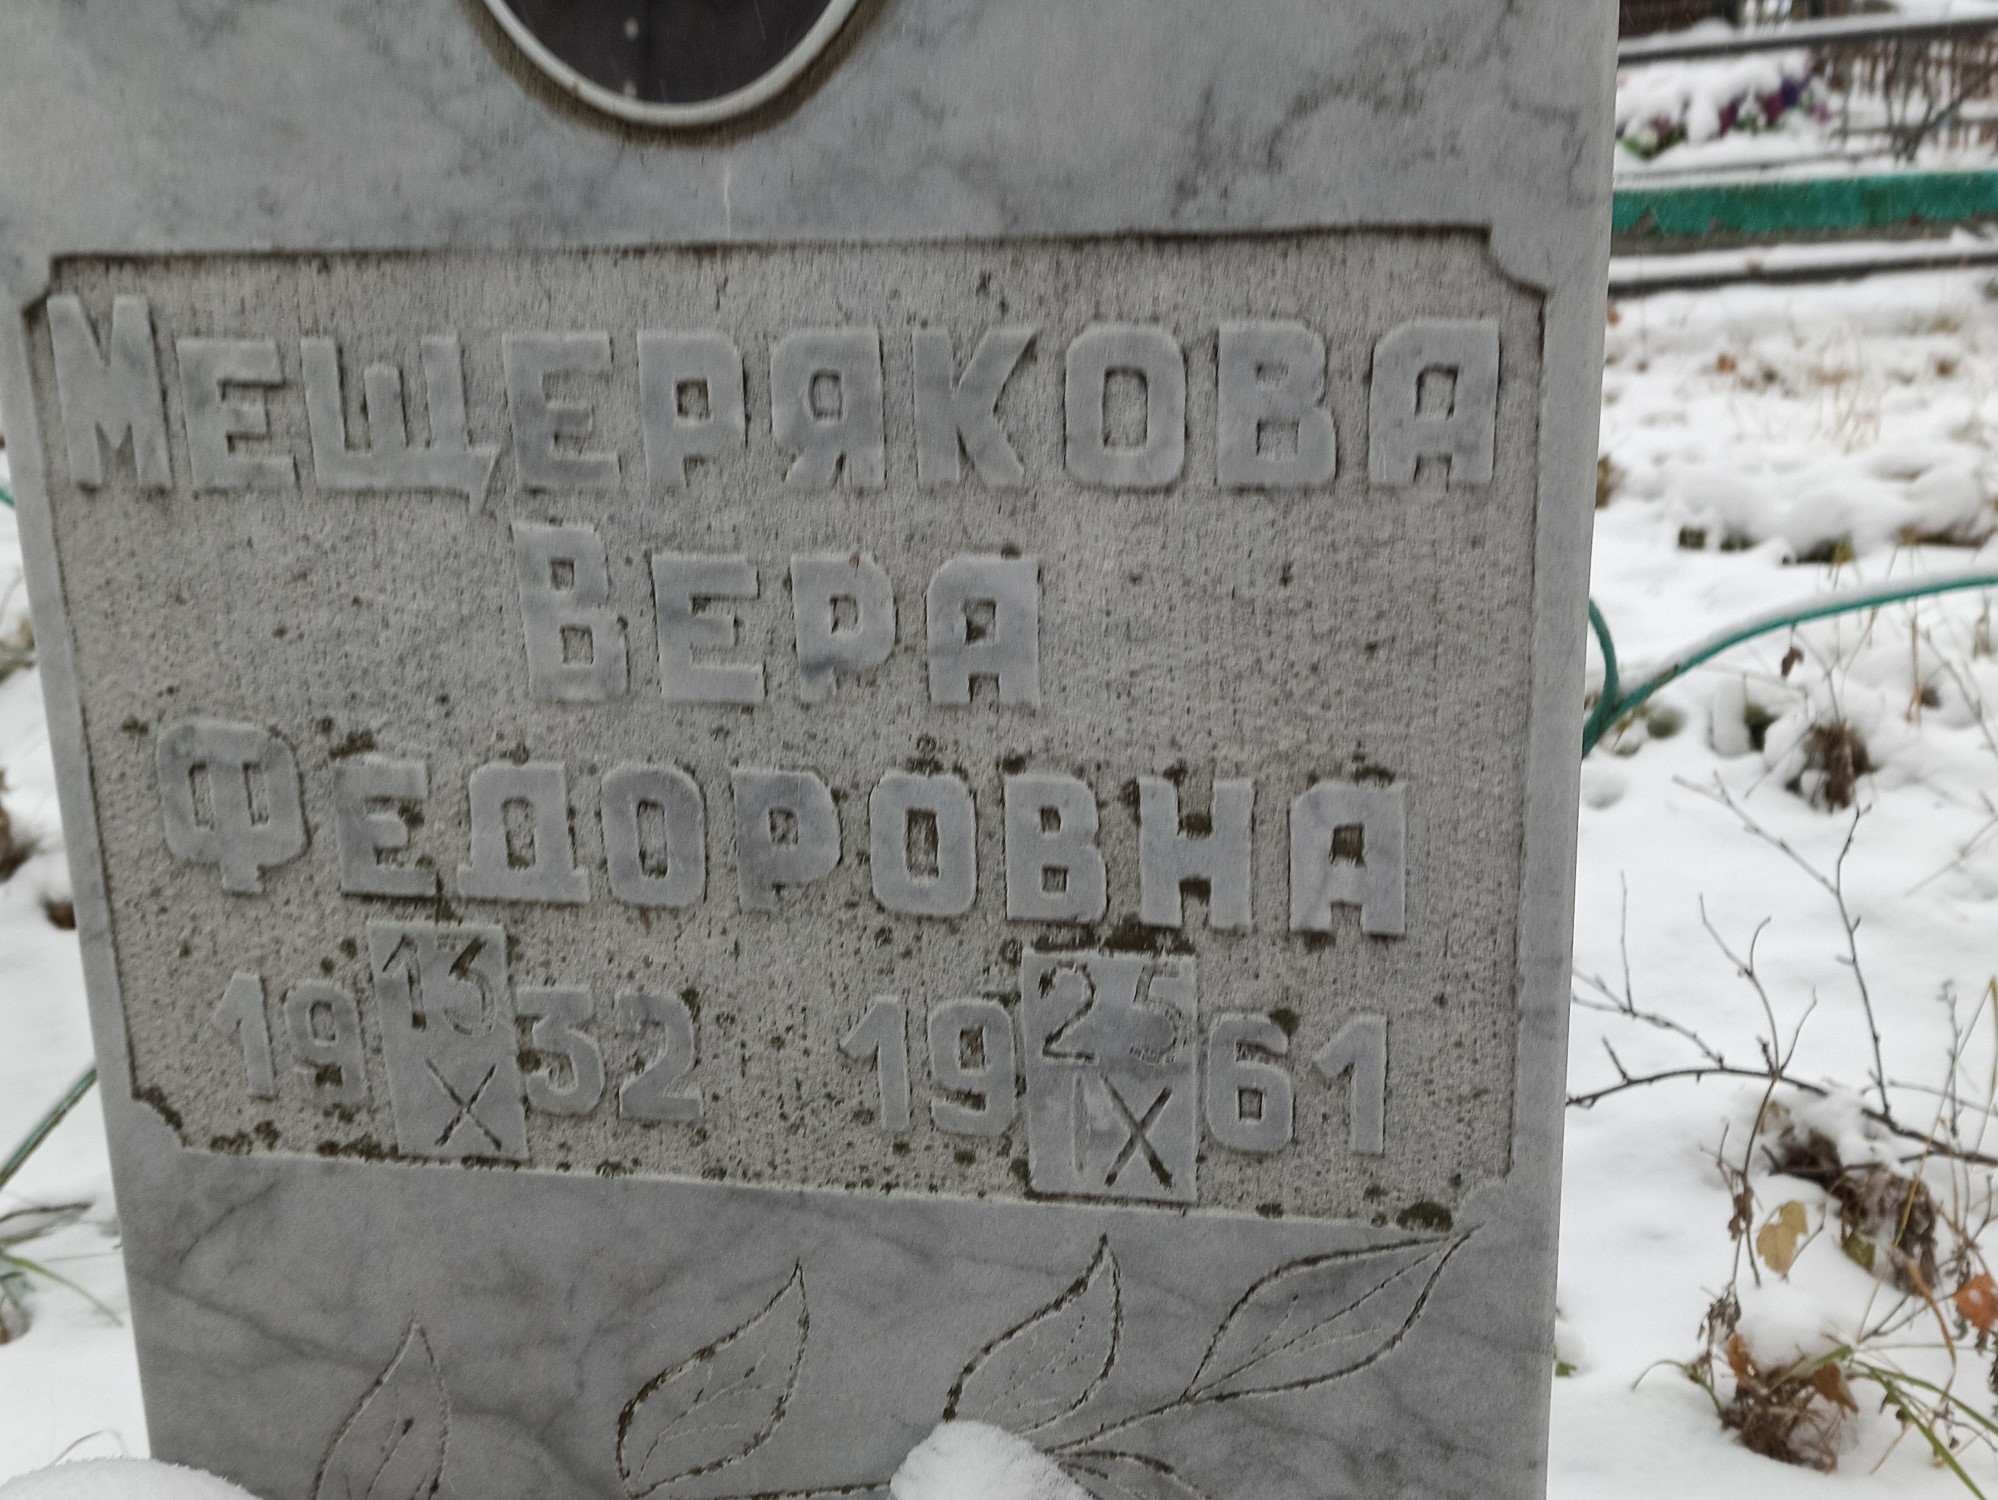 МЕЩЕРЯКОВА
ВЕРА
ФЕДОРОВНА
19 13/X 32 19 25/IX 61